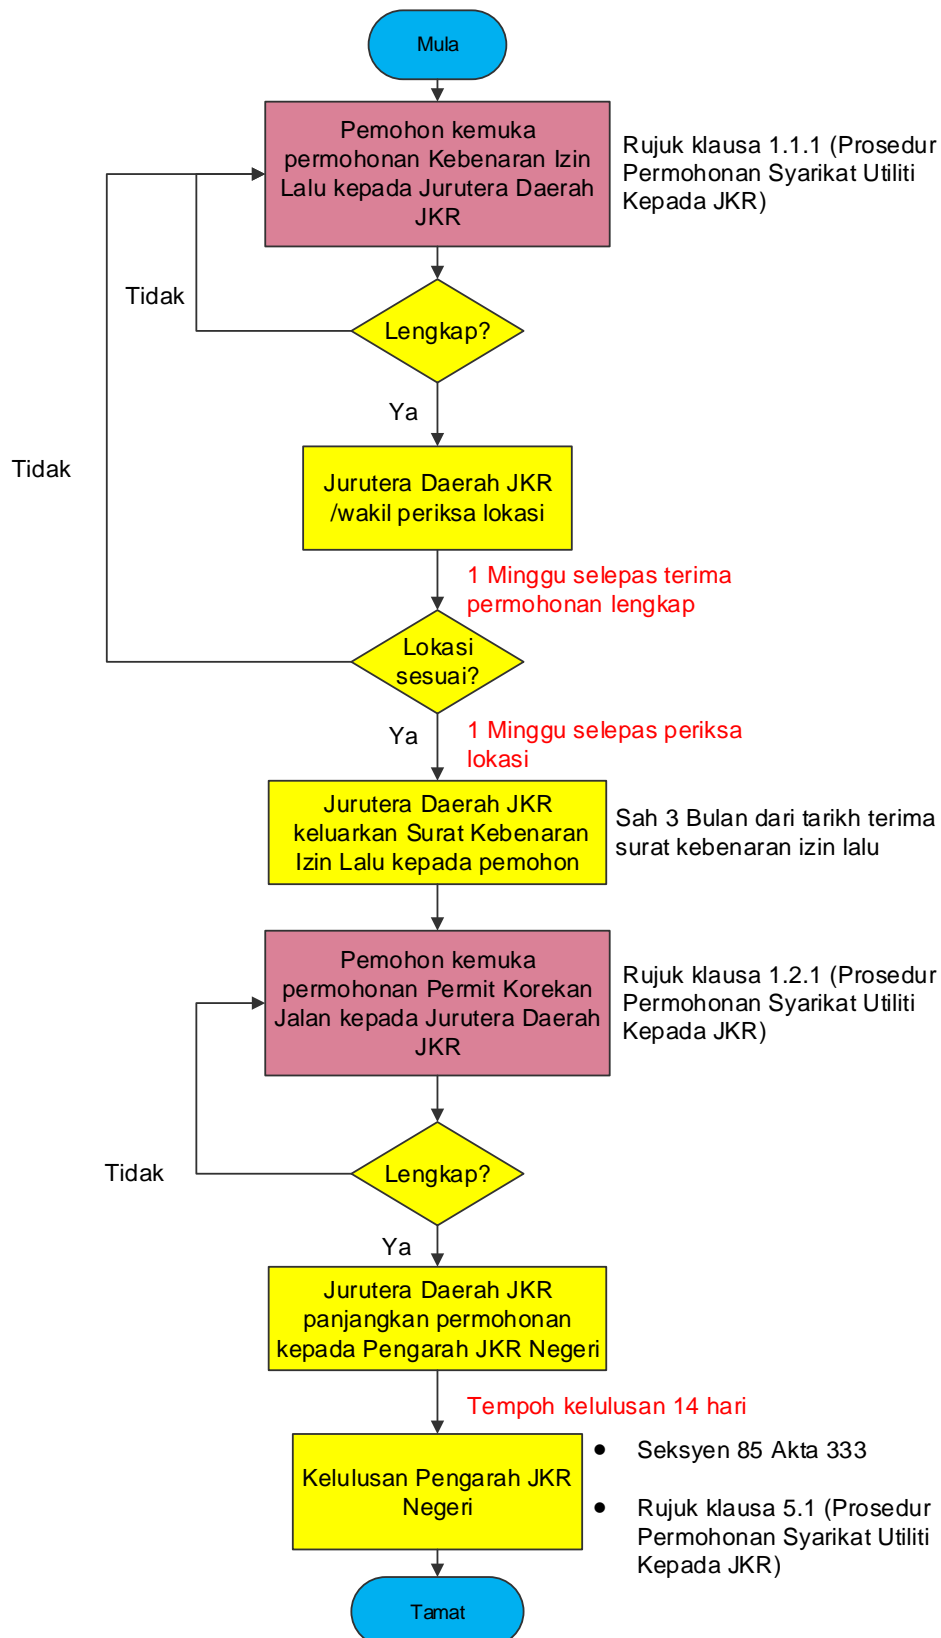 Mula
Pemohon kemuka
permohonan Kebenaran Izin
Lalu kepada Jurutera Daerah
JKR
Rujuk klausa 1.1.1 (Prosedur
Permohonan Syarikat Utiliti
Kepada JKR)
Tidak
Lengkap?
Ya
Tidak
Jurutera Daerah JKR
/wakil periksa lokasi
1 Minggu selepas terima
permohonan lengkap
Lokasi
sesuai?
Ya
1 Minggu selepas periksa
lokasi
Jurutera Daerah JKR
keluarkan Surat Kebenaran
Izin Lalu kepada pemohon
Sah 3 Bulan dari tarikh terima
surat kebenaran izin lalu
Pemohon kemuka
permohonan Permit Korekan
Jalan kepada Jurutera Daerah
JKR
Rujuk klausa 1.2.1 (Prosedur
Permohonan Syarikat Utiliti
Kepada JKR)
Tidak
Lengkap?
Ya
Jurutera Daerah JKR
panjangkan permohonan
kepada Pengarah JKR Negeri
Tempoh kelulusan 14 hari
Kelulusan Pengarah JKR
Negeri
• Seksyen 85 Akta 333
• Rujuk klausa 5.1 (Prosedur
Permohonan Syarikat Utiliti
Kepada JKR)
Tamat